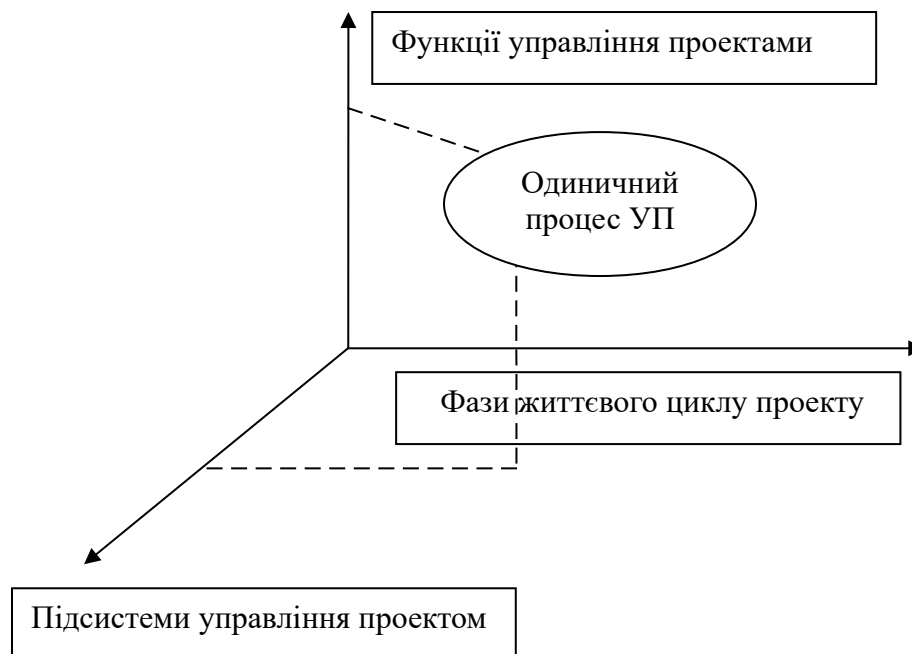 Функції управління проектами
Одиничний
процес УП
Фази життєвого циклу проекту
Підсистеми управління проектом